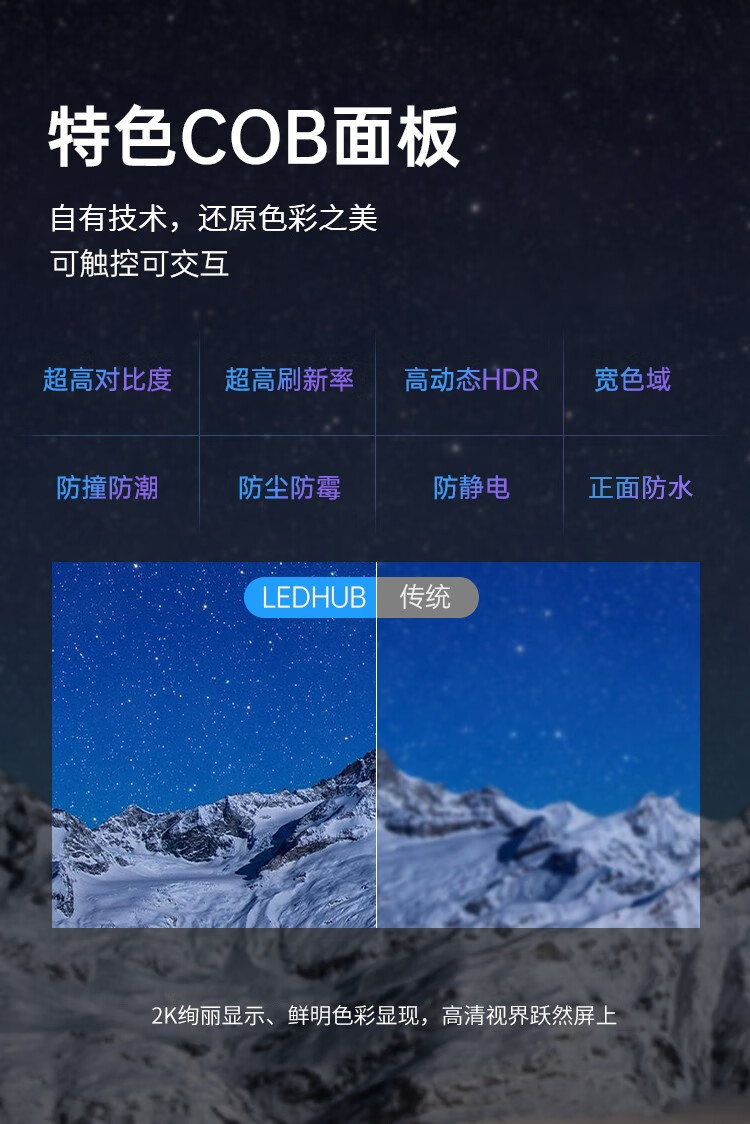 特色COB面板
自有技术，还原色彩之美
可触控可交互
超高对比度 超高刷新率 高动态HDR 宽色域
防撞防潮 防尘防霉 防静电 正面防水
LEDHUB 传统
2K绚丽显示、鲜明色彩显现，高清视界跃然屏上